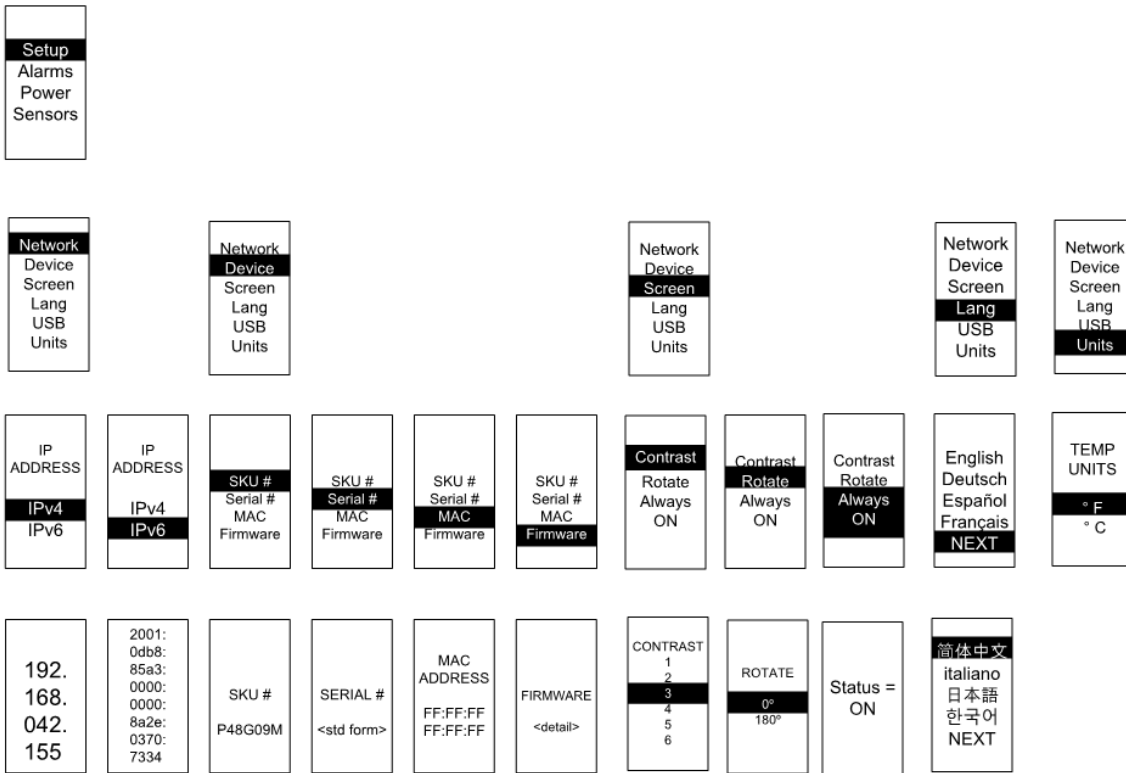 Setup
Alarms
Power
Sensors
Network
Device
Screen
Lang
USB
Units
Network
Device
Screen
Lang
USB
Units
Network
Device
Screen
Lang
USB
Units
Network
Device
Screen
Lang
USB
Units
Network
Device
Screen
Lang
USB
Units
IP
ADDRESS
IPv4
IPv6
IP
ADDRESS
IPv4
IPv6
SKU #
Serial #
MAC
Firmware
SKU #
Serial #
MAC
Firmware
SKU #
Serial #
MAC
Firmware
SKU #
Serial #
MAC
Firmware
Contrast
Rotate
Always
ON
Contrast
Rotate
Always
ON
Contrast
Rotate
Always
ON
English
Deutsch
Español
Français
NEXT
TEMP
UNITS
° F
° C
192.
168.
042.
155
2001:
0db8:
85a3:
0000:
0000:
8a2e:
0370:
7334
SKU #
P48G09M
SERIAL #
<std form>
MAC
ADDRESS
FF:FF:FF
FF:FF:FF
FIRMWARE
<detail>
CONTRAST
1
2
3
4
5
6
ROTATE
0º
180º
Status =
ON
简体中文
italiano
日本語
한국어
NEXT